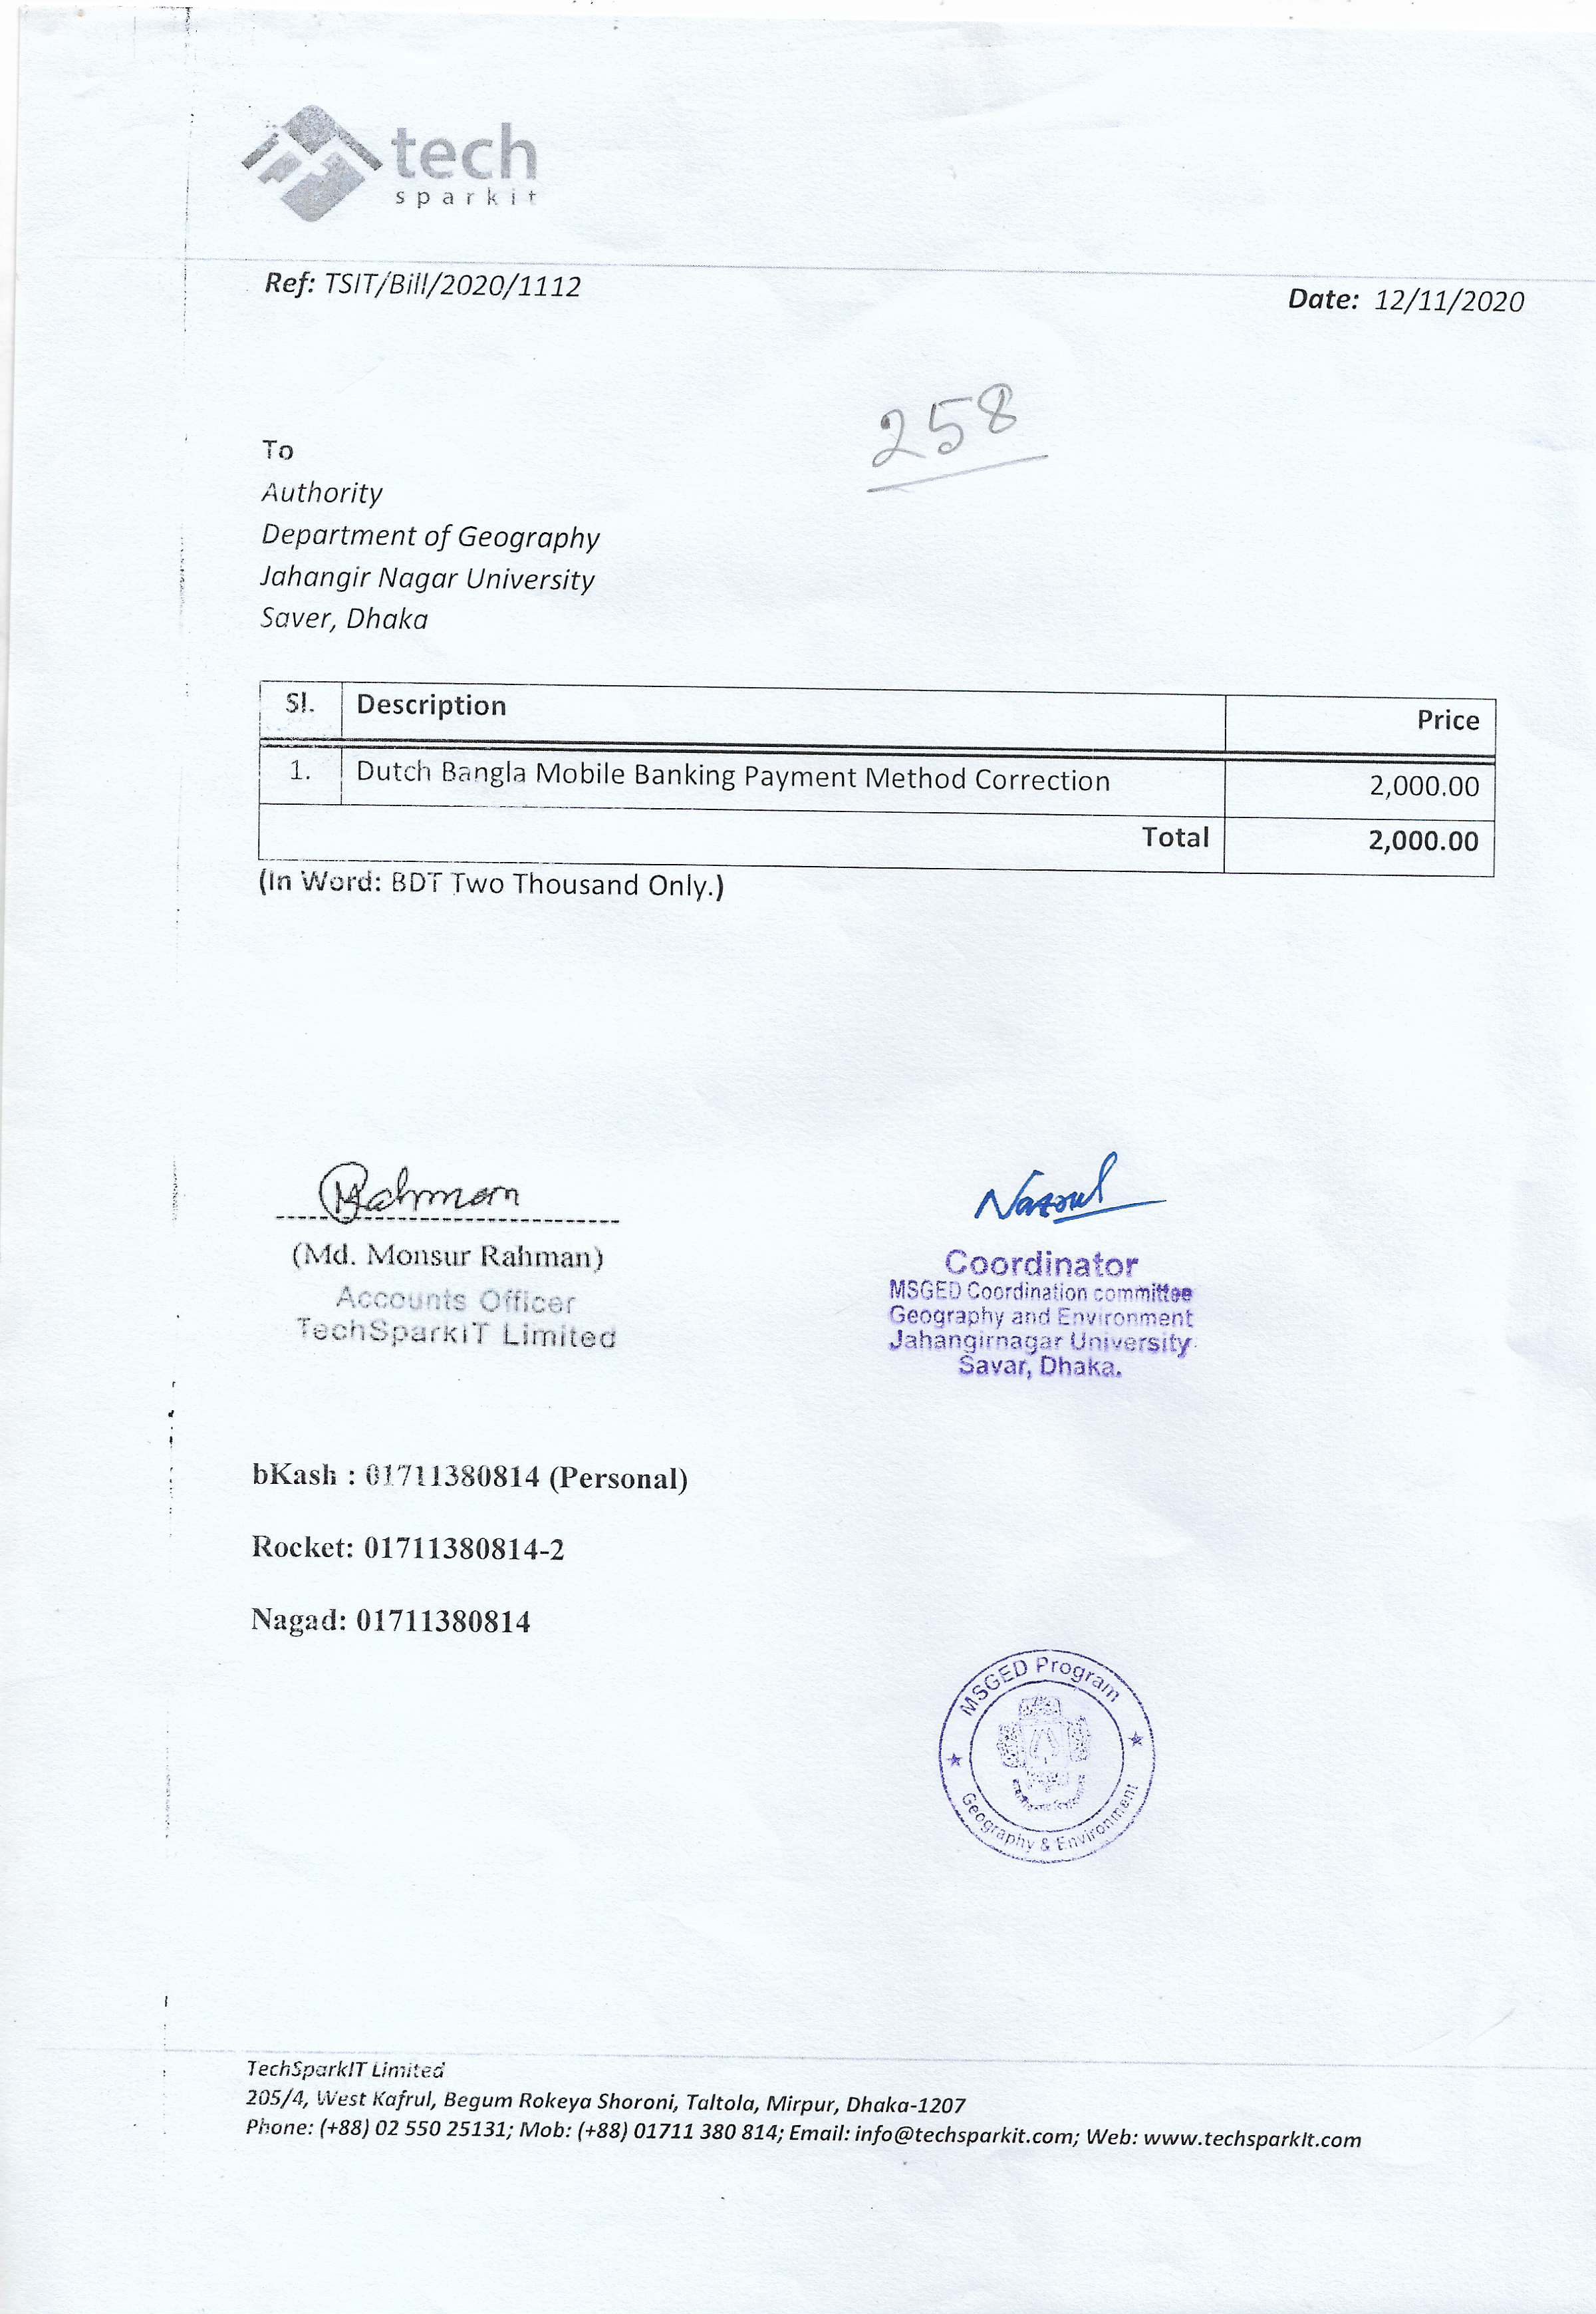 tech
sparkit
Ref: TSIT/Bill/2020/1112
Date: 12/11/2020
258
To
Authority
Department of Geography
Jahangir Nagar University
Saver, Dhaka
Sl. Description Price
1. Dutch Bangla Mobile Banking Payment Method Correction 2,000.00
Total 2,000.00
(In Word: BDT Two Thousand Only.)
Rahman
(Md. Monsur Rahman)
Accounts Officer
TechSparkIT Limited
Coordinator
MSGED Coordination committee
Geography and Environment
Jahangirnagar University
Savar, Dhaka.
bKash : 01711380814 (Personal)
Rocket: 01711380814-2
Nagad: 01711380814
MSGED Program
Geography & Environment
TechSparkIT Limited
205/4, West Kafrul, Begum Rokeya Shoroni, Taltola, Mirpur, Dhaka-1207
Phone: (+88) 02 550 25131; Mob: (+88) 01711 380 814; Email: info@techsparkit.com; Web: www.techsparkit.com